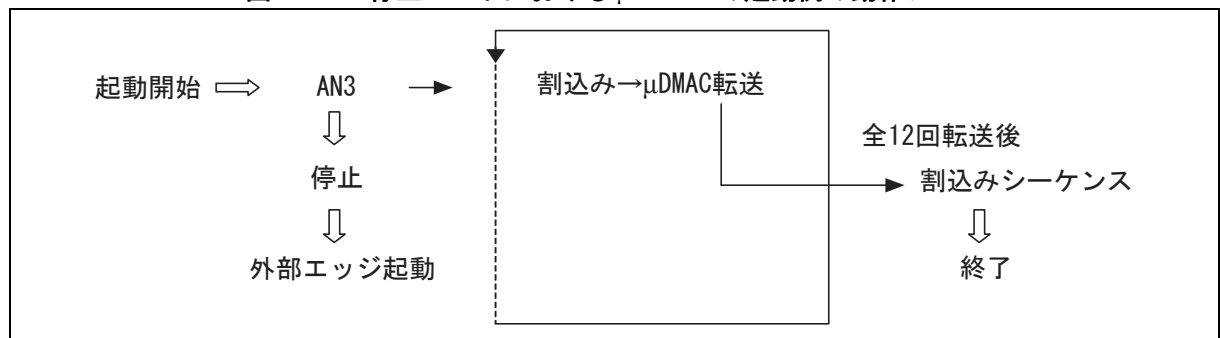 起動開始 ⇨ AN3 → 割込み→μDMAC転送
全12回転送後
停止
割込みシーケンス
外部エッジ起動
終了